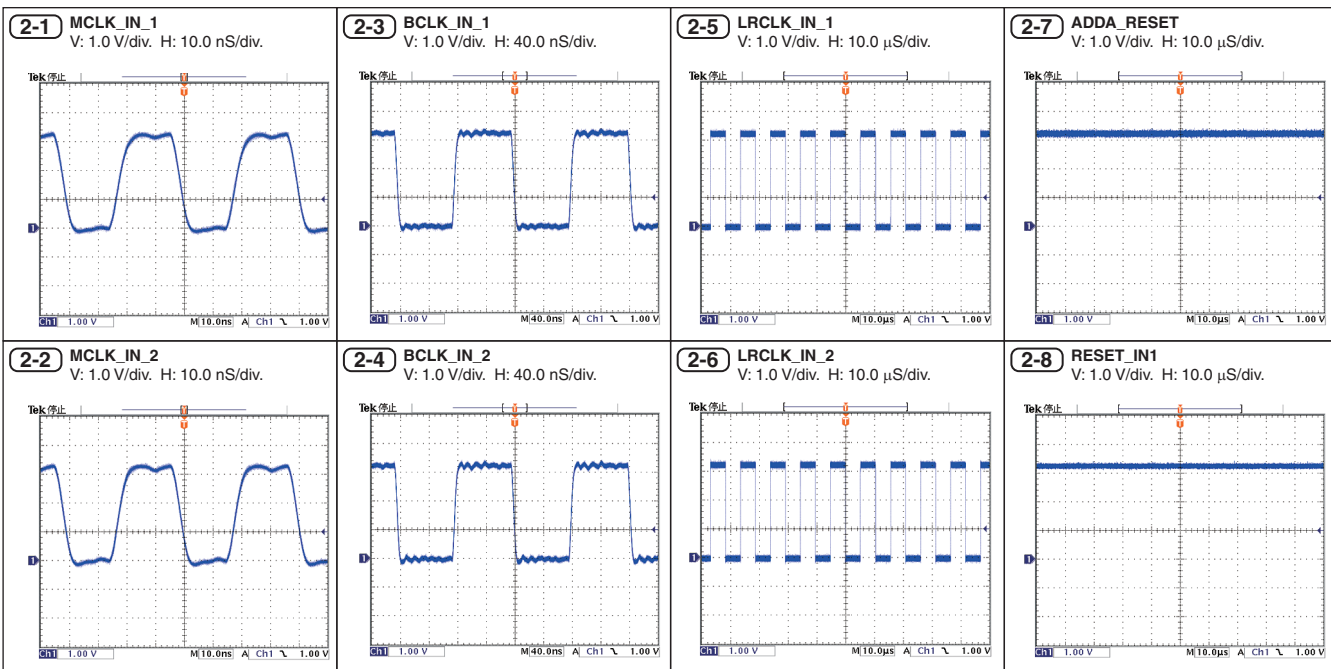 2-1 MCLK_IN_1
V: 1.0 V/div. H: 10.0 nS/div.
Tek 停止
T
T
1
Ch1 1.00 V M 10.0ns A Ch1 1.00 V
2-3 BCLK_IN_1
V: 1.0 V/div. H: 40.0 nS/div.
Tek 停止
T
T
1
Ch1 1.00 V M 40.0ns A Ch1 1.00 V
2-5 LRCLK_IN_1
V: 1.0 V/div. H: 10.0 μS/div.
Tek 停止
T
T
1
Ch1 1.00 V M 10.0μs A Ch1 1.00 V
2-7 ADDA_RESET
V: 1.0 V/div. H: 10.0 μS/div.
Tek 停止
T
T
1
Ch1 1.00 V M 10.0μs A Ch1 1.00 V
2-2 MCLK_IN_2
V: 1.0 V/div. H: 10.0 nS/div.
Tek 停止
T
T
1
Ch1 1.00 V M 10.0ns A Ch1 1.00 V
2-4 BCLK_IN_2
V: 1.0 V/div. H: 40.0 nS/div.
Tek 停止
T
T
1
Ch1 1.00 V M 40.0ns A Ch1 1.00 V
2-6 LRCLK_IN_2
V: 1.0 V/div. H: 10.0 μS/div.
Tek 停止
T
T
1
Ch1 1.00 V M 10.0μs A Ch1 1.00 V
2-8 RESET_IN1
V: 1.0 V/div. H: 10.0 μS/div.
Tek 停止
T
T
1
Ch1 1.00 V M 10.0μs A Ch1 1.00 V